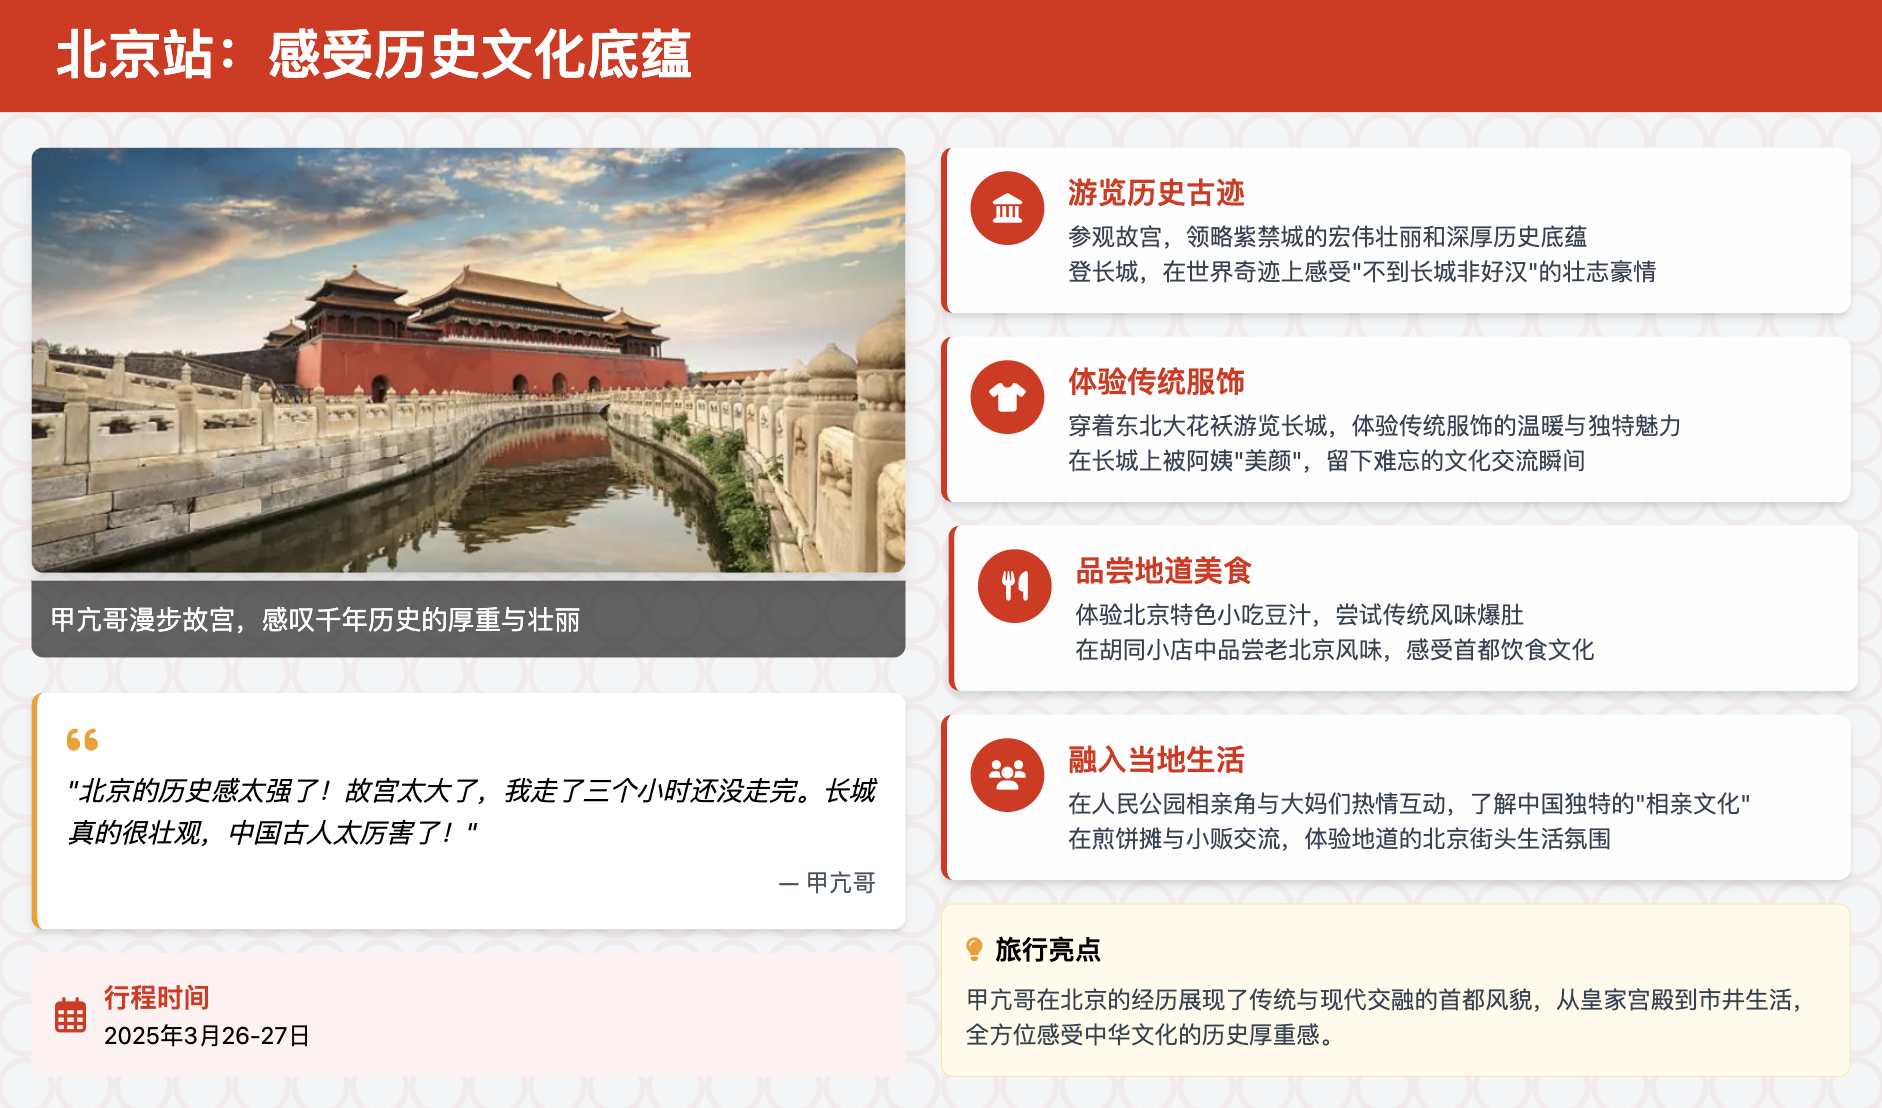 北京站：感受历史文化底蕴
甲亢哥漫步故宫，感叹千年历史的厚重与壮丽
"北京的历史感太强了！故宫太大了，我走了三个小时还没走完。长城
真的很壮观，中国古人太厉害了！"
— 甲亢哥
行程时间
2025年3月26-27日
游览历史古迹
参观故宫，领略紫禁城的宏伟壮丽和深厚历史底蕴
登长城，在世界奇迹上感受"不到长城非好汉"的壮志豪情
体验传统服饰
穿着东北大花袄游览长城，体验传统服饰的温暖与独特魅力
在长城上被阿姨"美颜"，留下难忘的文化交流瞬间
品尝地道美食
体验北京特色小吃豆汁，尝试传统风味爆肚
在胡同小店中品尝老北京风味，感受首都饮食文化
融入当地生活
在人民公园相亲角与大妈们热情互动，了解中国独特的"相亲文化"
在煎饼摊与小贩交流，体验地道的北京街头生活氛围
旅行亮点
甲亢哥在北京的经历展现了传统与现代交融的首都风貌，从皇家宫殿到市井生活，
全方位感受中华文化的历史厚重感。